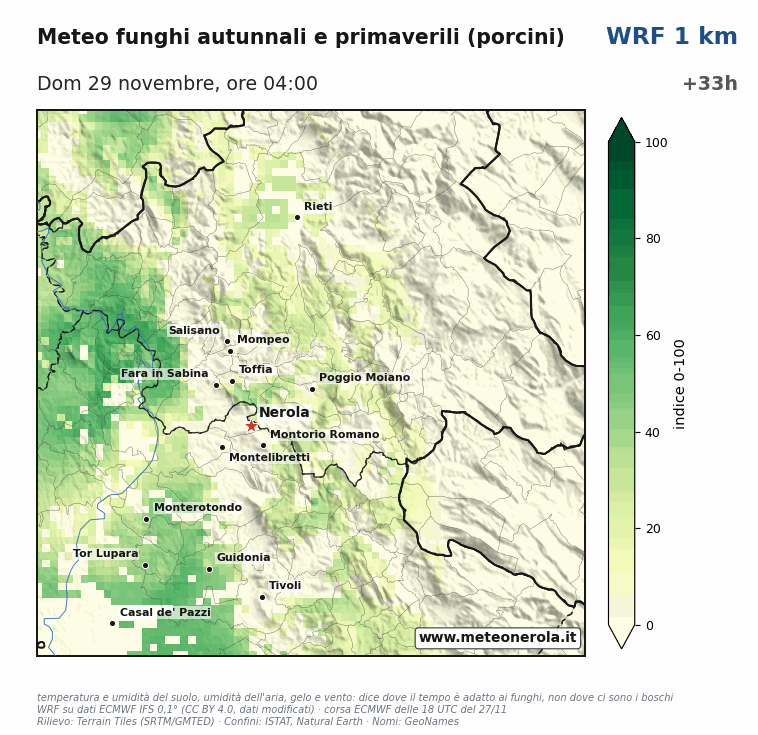 Meteo funghi autunnali e primaverili (porcini)
WRF 1 km
Dom 29 novembre, ore 04:00
+33h
Rieti
Salisano
Mompeo
Toffia
Fara in Sabina
Poggio Moiano
Nerola
Montorio Romano
Montelibretti
Monterotondo
Tor Lupara
Guidonia
Tivoli
Casal de' Pazzi
www.meteonerola.it
100
80
60
40
20
0
indice 0-100
temperatura e umidità del suolo, umidità dell'aria, gelo e vento: dice dove il tempo è adatto ai funghi, non dove ci sono i boschi
WRF su dati ECMWF IFS 0,1° (CC BY 4.0, dati modificati) · corsa ECMWF delle 18 UTC del 27/11
Rilievo: Terrain Tiles (SRTM/GMTED) · Confini: ISTAT, Natural Earth · Nomi: GeoNames